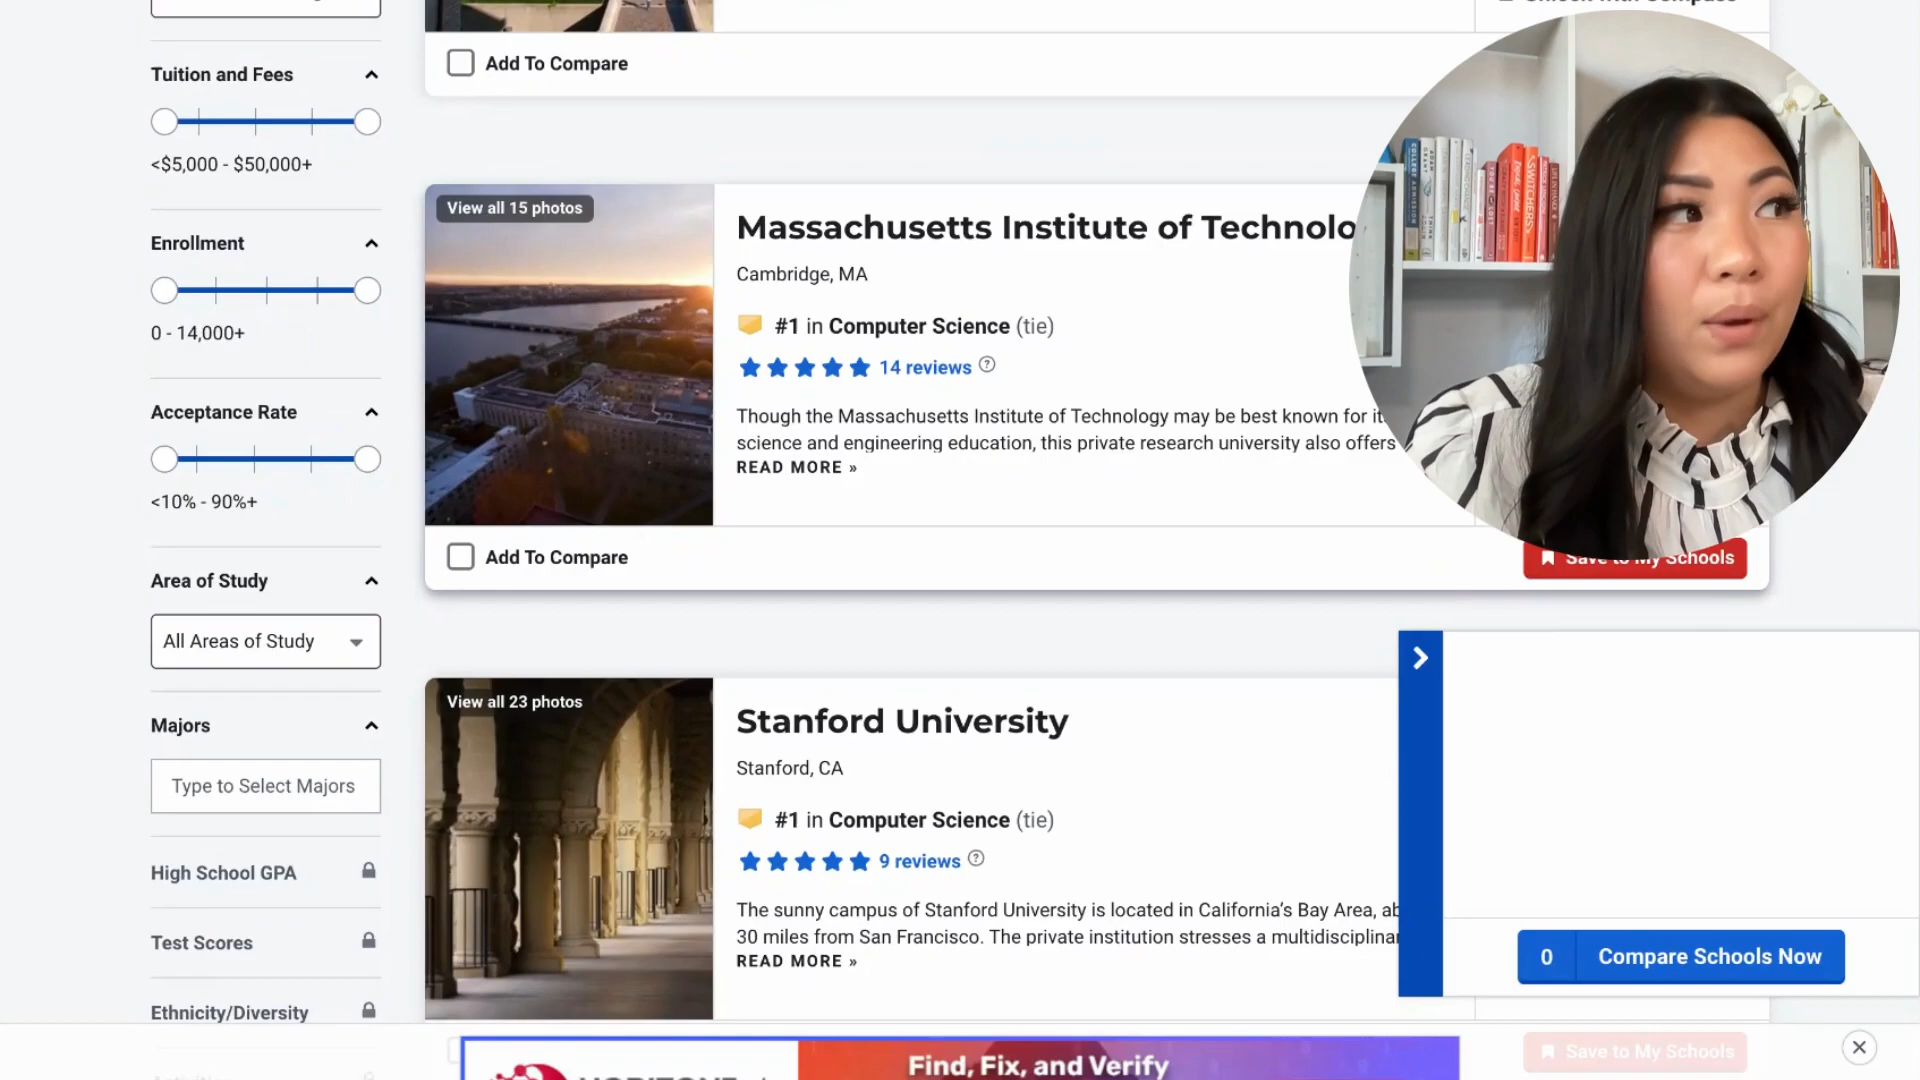 Tuition and Fees
<$5,000 - $50,000+
Enrollment
0 - 14,000+
Acceptance Rate
<10% - 90%+
Area of Study
All Areas of Study
Majors
Type to Select Majors
High School GPA
Test Scores
Ethnicity/Diversity
Add To Compare
View all 15 photos
Massachusetts Institute of Technolo
Cambridge, MA
#1 in Computer Science (tie)
14 reviews
Though the Massachusetts Institute of Technology may be best known for
science and engineering education, this private research university also offers
READ MORE »
Add To Compare
Save to My Schools
View all 23 photos
Stanford University
Stanford, CA
#1 in Computer Science (tie)
9 reviews
The sunny campus of Stanford University is located in California's Bay Area,
30 miles from San Francisco. The private institution stresses a
READ MORE »
0 Compare Schools Now
Find, Fix, and Verify
Save to My Schools
SWITCHERS